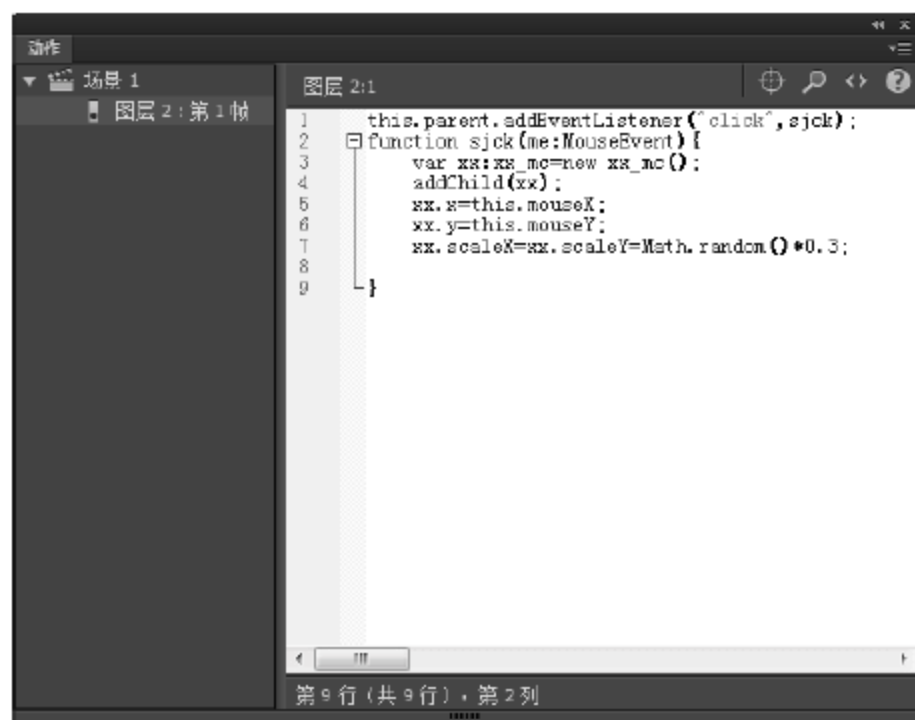 动作
场景 1
图层 2 : 第 1 帧
图层 2:1
1 this.parent.addEventListener("click",sjck);
2 function sjck(me:MouseEvent){
3 var xx:xx_mc=new xx_mc();
4 addChild(xx);
5 xx.x=this.mouseX;
6 xx.y=this.mouseY;
7 xx.scaleX=xx.scaleY=Math.random()*0.3;
8
9 }
第 9 行 (共 9 行), 第 2 列